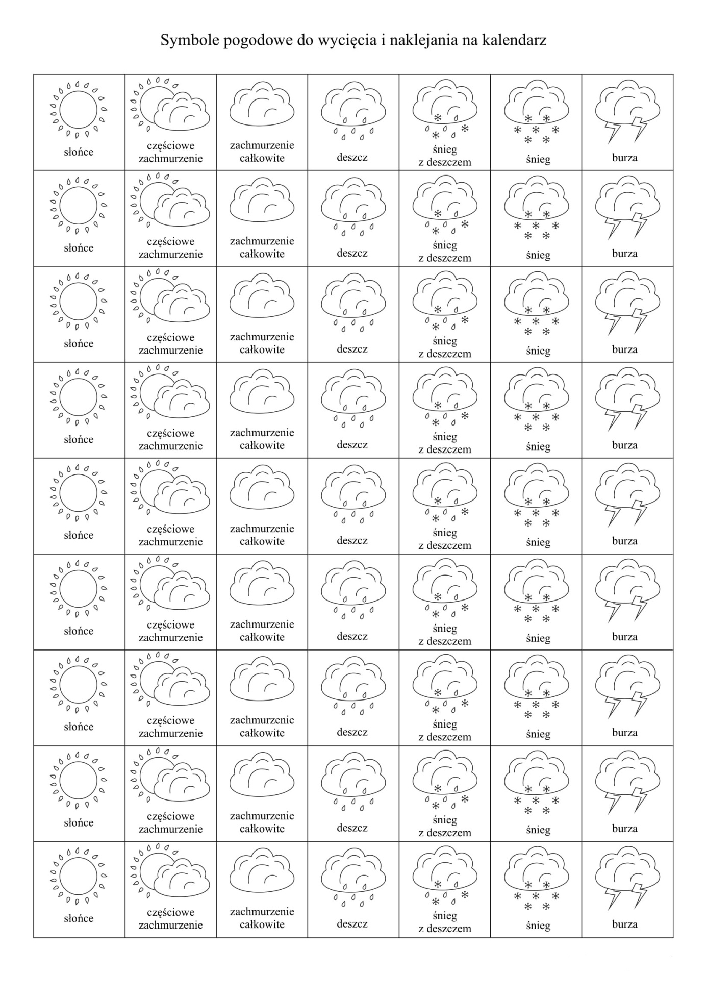 Symbole pogodowe do wycięcia i naklejania na kalendarz
słońce
częściowe
zachmurzenie
zachmurzenie
całkowite
deszcz
śnieg
z deszczem
śnieg
burza
słońce
częściowe
zachmurzenie
zachmurzenie
całkowite
deszcz
śnieg
z deszczem
śnieg
burza
słońce
częściowe
zachmurzenie
zachmurzenie
całkowite
deszcz
śnieg
z deszczem
śnieg
burza
słońce
częściowe
zachmurzenie
zachmurzenie
całkowite
deszcz
śnieg
z deszczem
śnieg
burza
słońce
częściowe
zachmurzenie
zachmurzenie
całkowite
deszcz
śnieg
z deszczem
śnieg
burza
słońce
częściowe
zachmurzenie
zachmurzenie
całkowite
deszcz
śnieg
z deszczem
śnieg
burza
słońce
częściowe
zachmurzenie
zachmurzenie
całkowite
deszcz
śnieg
z deszczem
śnieg
burza
słońce
częściowe
zachmurzenie
zachmurzenie
całkowite
deszcz
śnieg
z deszczem
śnieg
burza
słońce
częściowe
zachmurzenie
zachmurzenie
całkowite
deszcz
śnieg
z deszczem
śnieg
burza